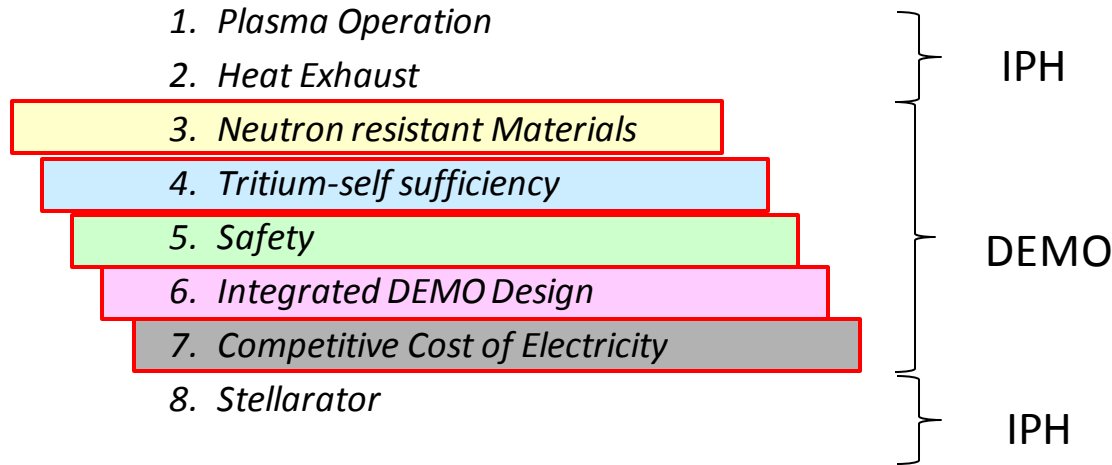 1. Plasma Operation
2. Heat Exhaust
IPH
3. Neutron resistant Materials
4. Tritium-self sufficiency
5. Safety
DEMO
6. Integrated DEMO Design
7. Competitive Cost of Electricity
8. Stellarator
IPH